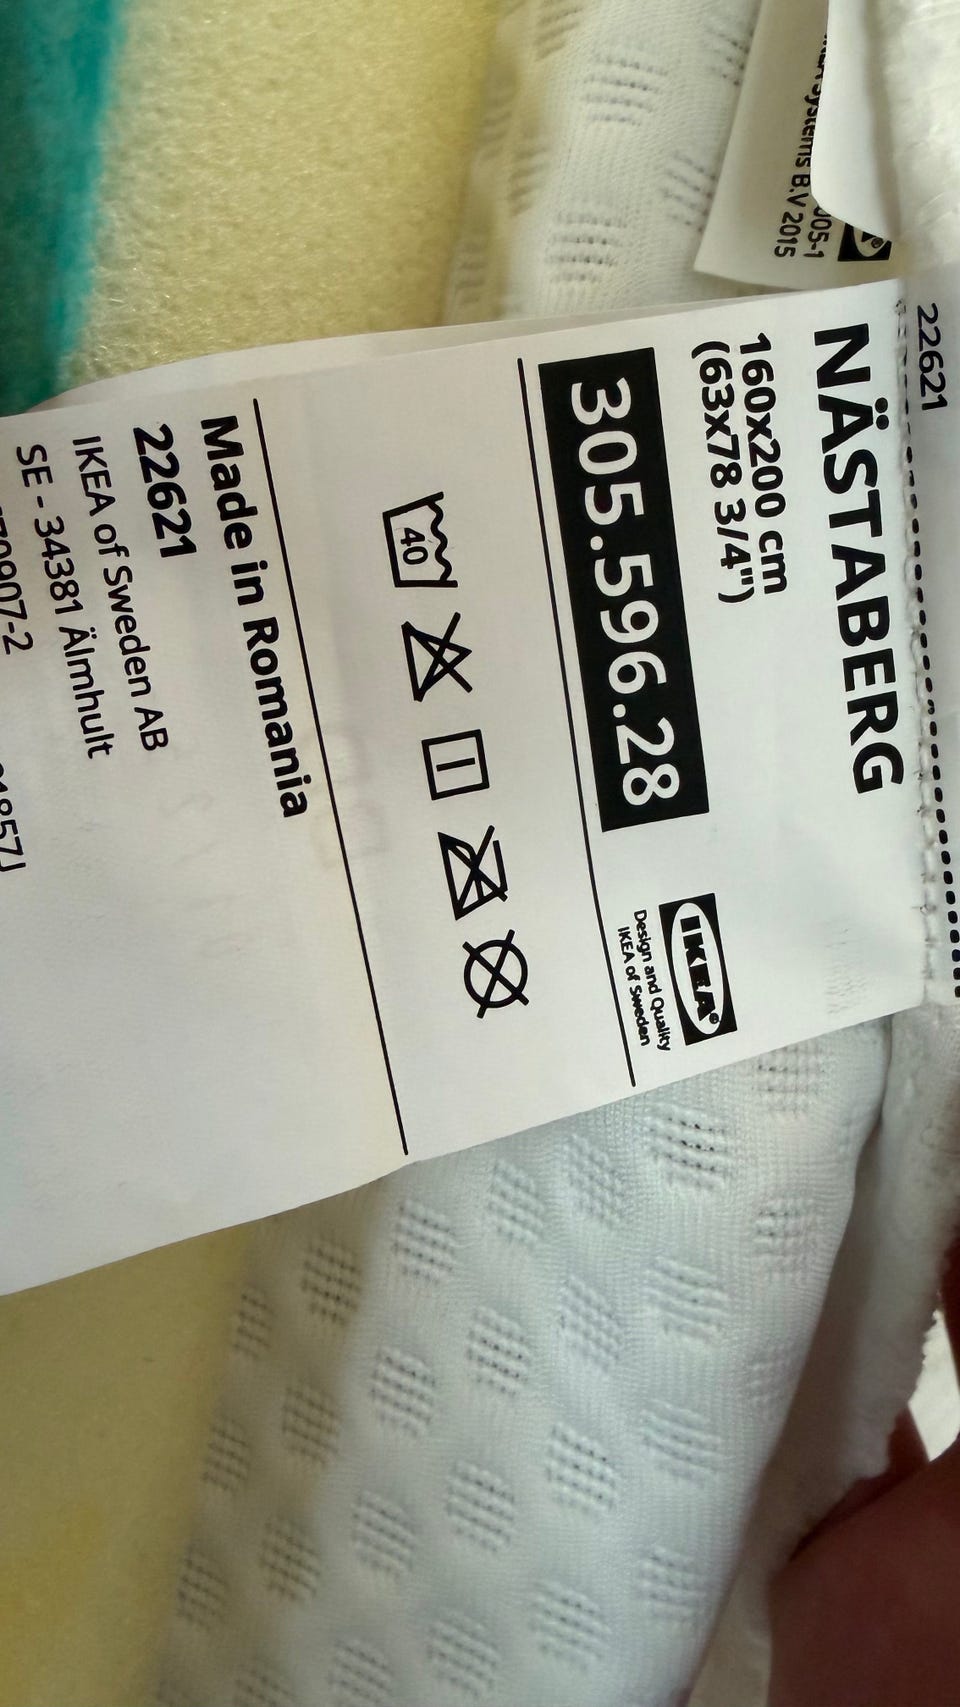 22621
NÄSTABERG
160x200 cm
(63x78 3/4")
305.596.28
IKEA®
Design and Quality
IKEA of Sweden
40
Made in Romania
22621
IKEA of Sweden AB
SE - 34381 Älmhult
Systems B.V 2015